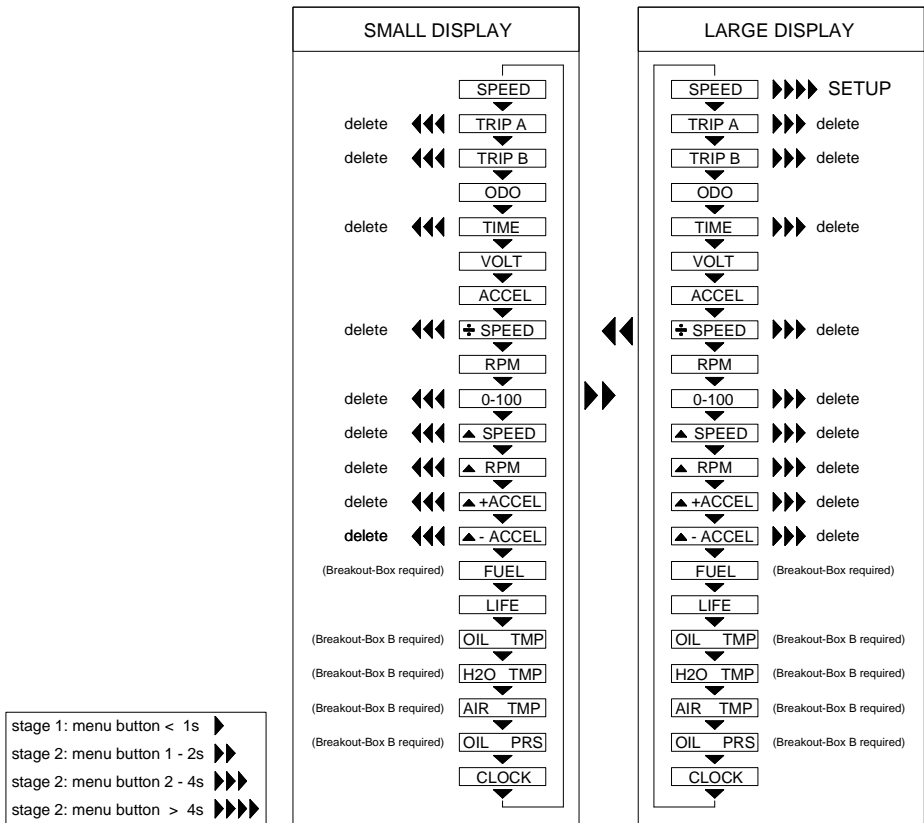 SMALL DISPLAY
SPEED
delete TRIP A
delete TRIP B
ODO
delete TIME
VOLT
ACCEL
delete ÷ SPEED
RPM
delete 0-100
delete ▲ SPEED
delete ▲ RPM
delete ▲ +ACCEL
delete ▲ - ACCEL
(Breakout-Box required) FUEL
LIFE
(Breakout-Box B required) OIL TMP
(Breakout-Box B required) H2O TMP
(Breakout-Box B required) AIR TMP
(Breakout-Box B required) OIL PRS
CLOCK
LARGE DISPLAY
SPEED SETUP
TRIP A delete
TRIP B delete
ODO
TIME delete
VOLT
ACCEL
÷ SPEED delete
RPM
0-100 delete
▲ SPEED delete
▲ RPM delete
▲ +ACCEL delete
▲ - ACCEL delete
FUEL (Breakout-Box required)
LIFE
OIL TMP (Breakout-Box B required)
H2O TMP (Breakout-Box B required)
AIR TMP (Breakout-Box B required)
OIL PRS (Breakout-Box B required)
CLOCK
stage 1: menu button < 1s
stage 2: menu button 1 - 2s
stage 2: menu button 2 - 4s
stage 2: menu button > 4s